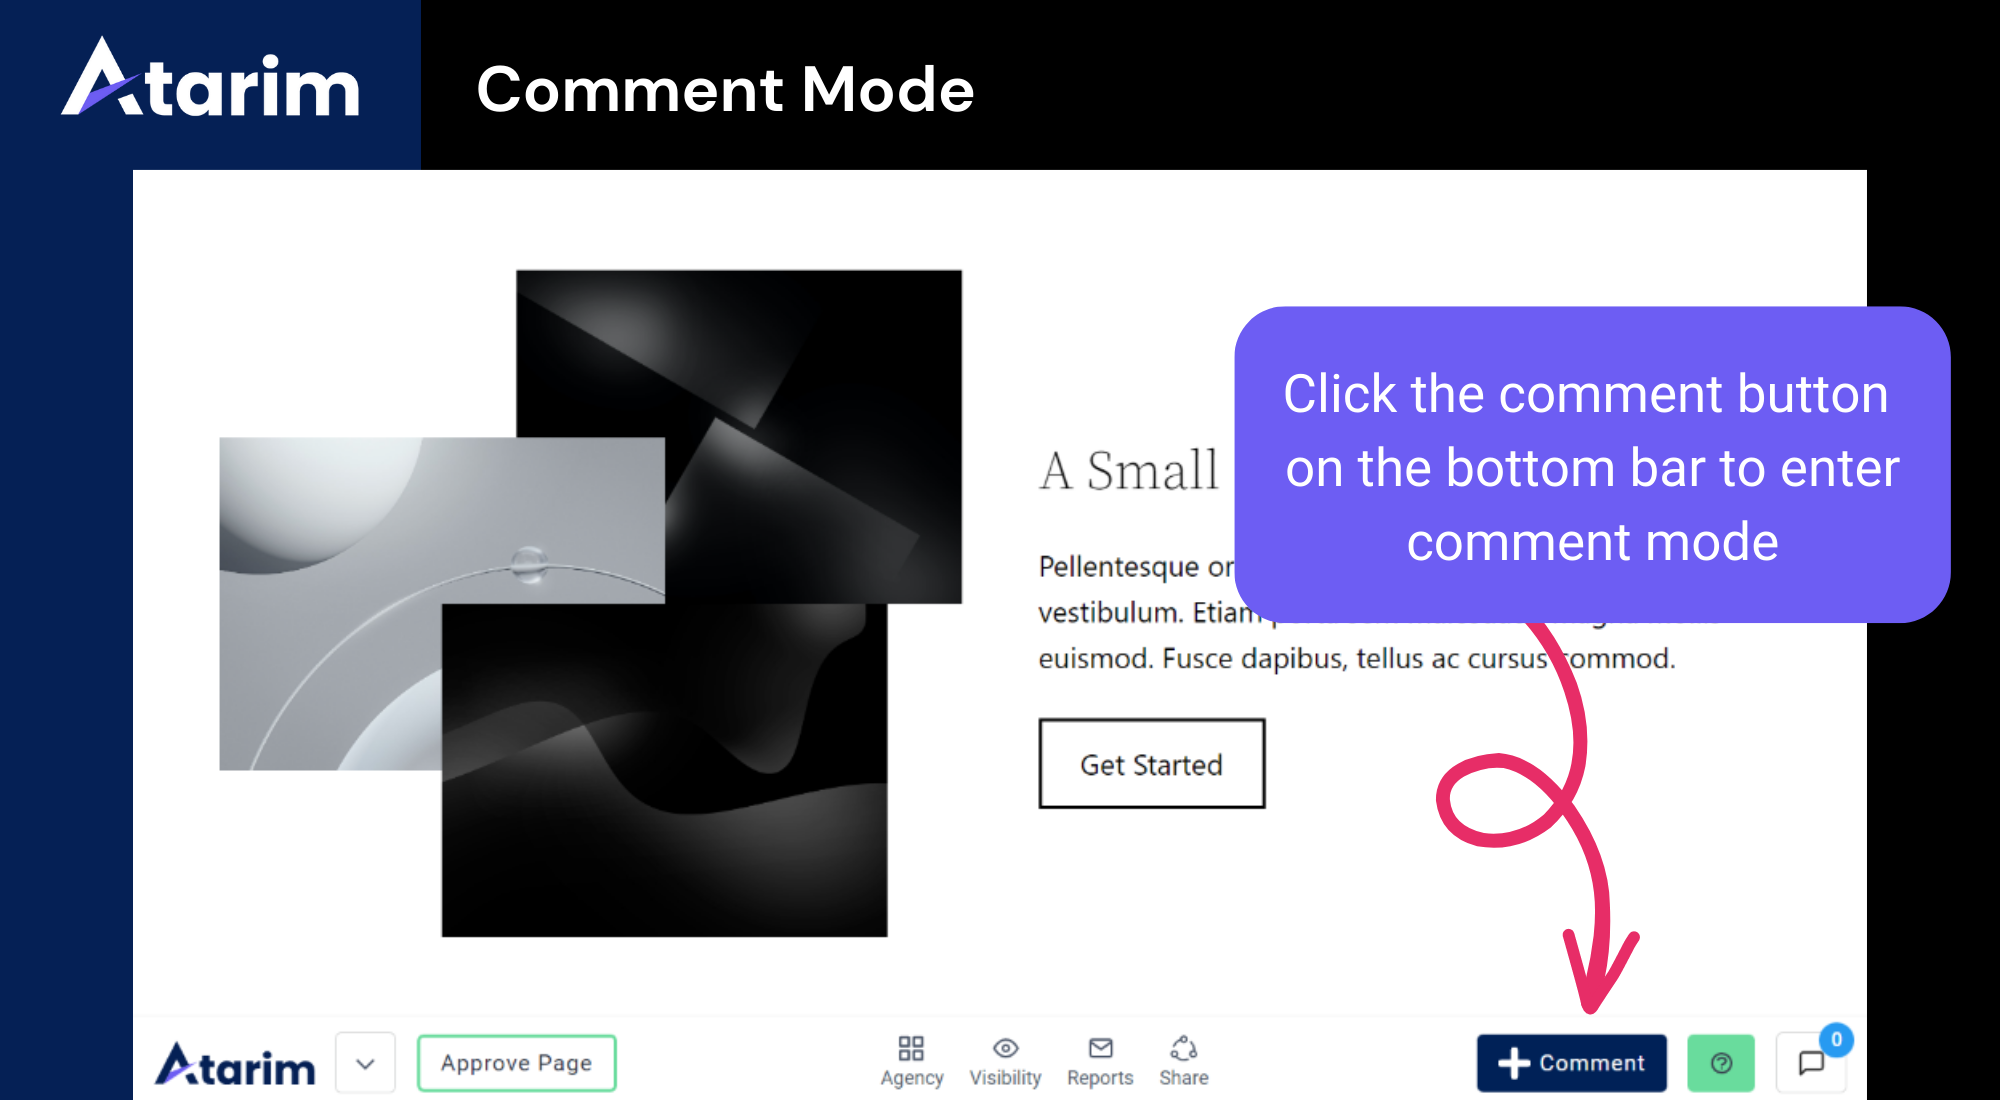 Atarim
Comment Mode
Click the comment button
on the bottom bar to enter
comment mode
A Small
Pellentesque or
vestibulum. Etiam
euismod. Fusce dapibus, tellus ac cursus commod.
Get Started
Atarim
Approve Page
Agency
Visibility
Reports
Share
Comment
0